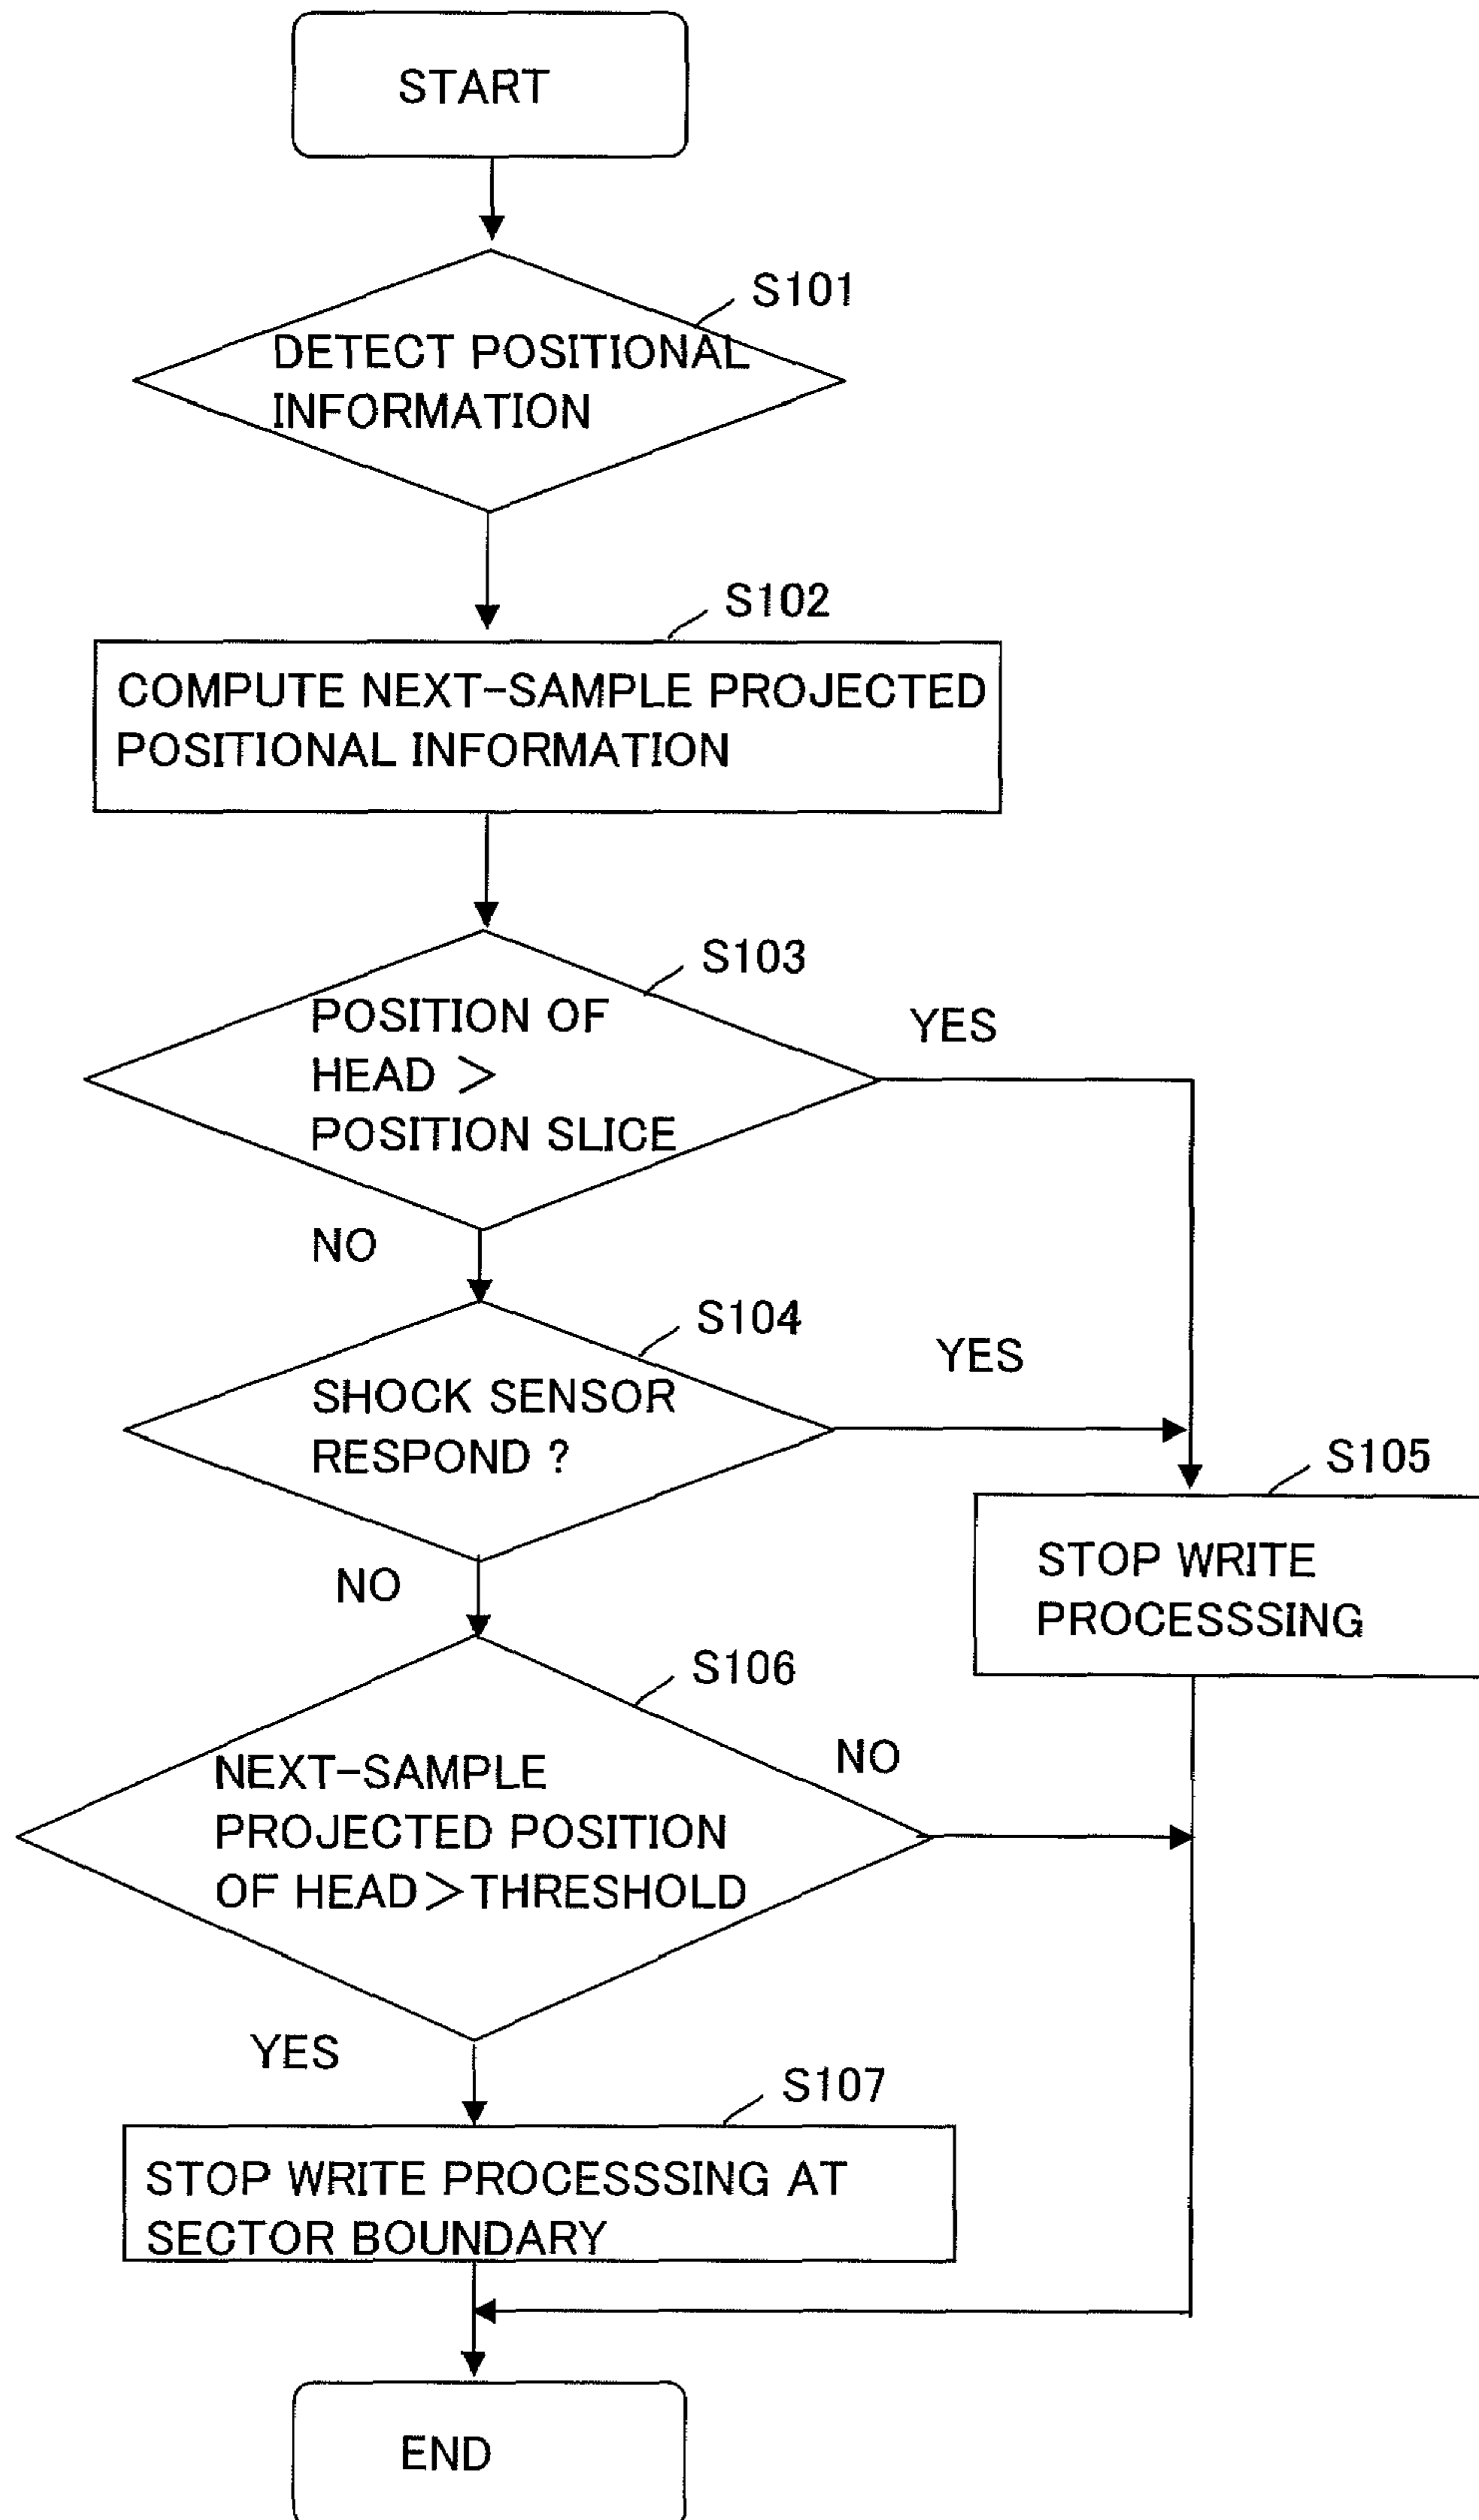 START
S101
DETECT POSITIONAL
INFORMATION
S102
COMPUTE NEXT-SAMPLE PROJECTED
POSITIONAL INFORMATION
S103
POSITION OF
HEAD >
POSITION SLICE
YES
NO
S104
SHOCK SENSOR
RESPOND ?
YES
NO
S105
STOP WRITE
PROCESSSING
S106
NEXT-SAMPLE
PROJECTED POSITION
OF HEAD>THRESHOLD
NO
YES
S107
STOP WRITE PROCESSSING AT
SECTOR BOUNDARY
END